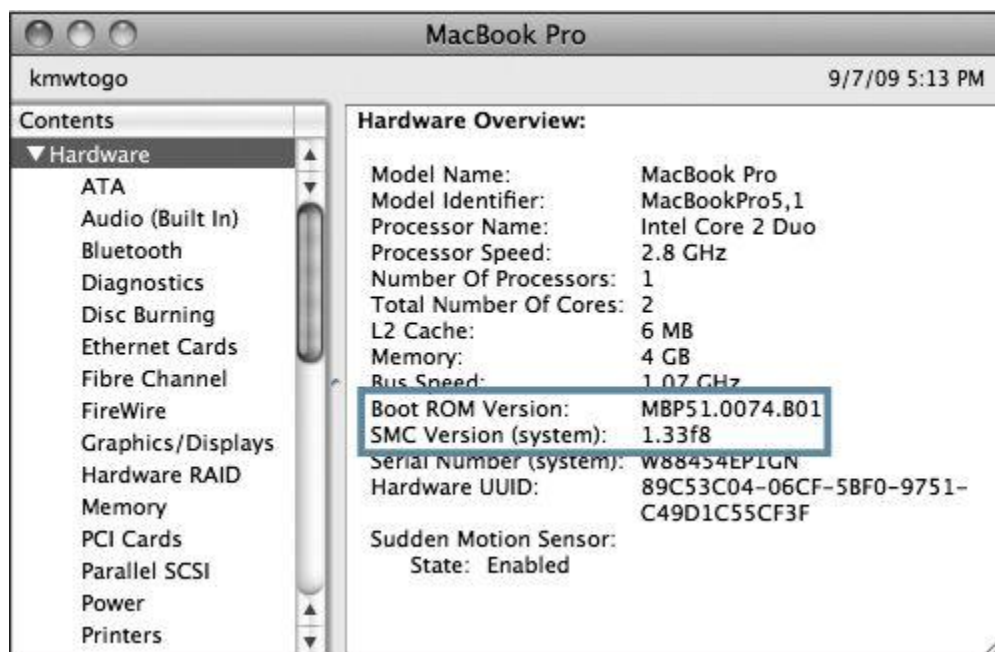 MacBook Pro
kmwtogo 9/7/09 5:13 PM
Contents
Hardware
ATA
Audio (Built In)
Bluetooth
Diagnostics
Disc Burning
Ethernet Cards
Fibre Channel
FireWire
Graphics/Displays
Hardware RAID
Memory
PCI Cards
Parallel SCSI
Power
Printers
Hardware Overview:
Model Name: MacBook Pro
Model Identifier: MacBookPro5,1
Processor Name: Intel Core 2 Duo
Processor Speed: 2.8 GHz
Number Of Processors: 1
Total Number Of Cores: 2
L2 Cache: 6 MB
Memory: 4 GB
Bus Speed: 1.07 GHz
Boot ROM Version: MBP51.0074.B01
SMC Version (system): 1.33f8
Serial Number (system): W88454EP1GN
Hardware UUID: 89C53C04-06CF-5BF0-9751-
C49D1C55CF3F
Sudden Motion Sensor:
State: Enabled